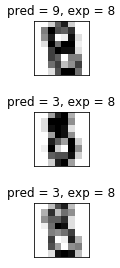 pred = 9, exp = 8
pred = 3, exp = 8
pred = 3, exp = 8